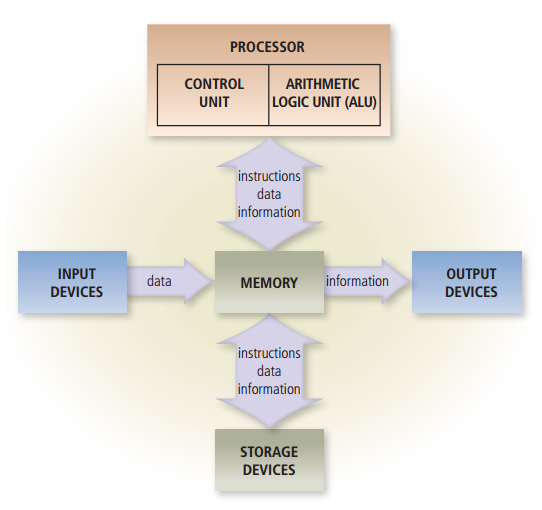 PROCESSOR
CONTROL
UNIT
ARITHMETIC
LOGIC UNIT (ALU)
instructions
data
information
INPUT
DEVICES
data
MEMORY
information
OUTPUT
DEVICES
instructions
data
information
STORAGE
DEVICES